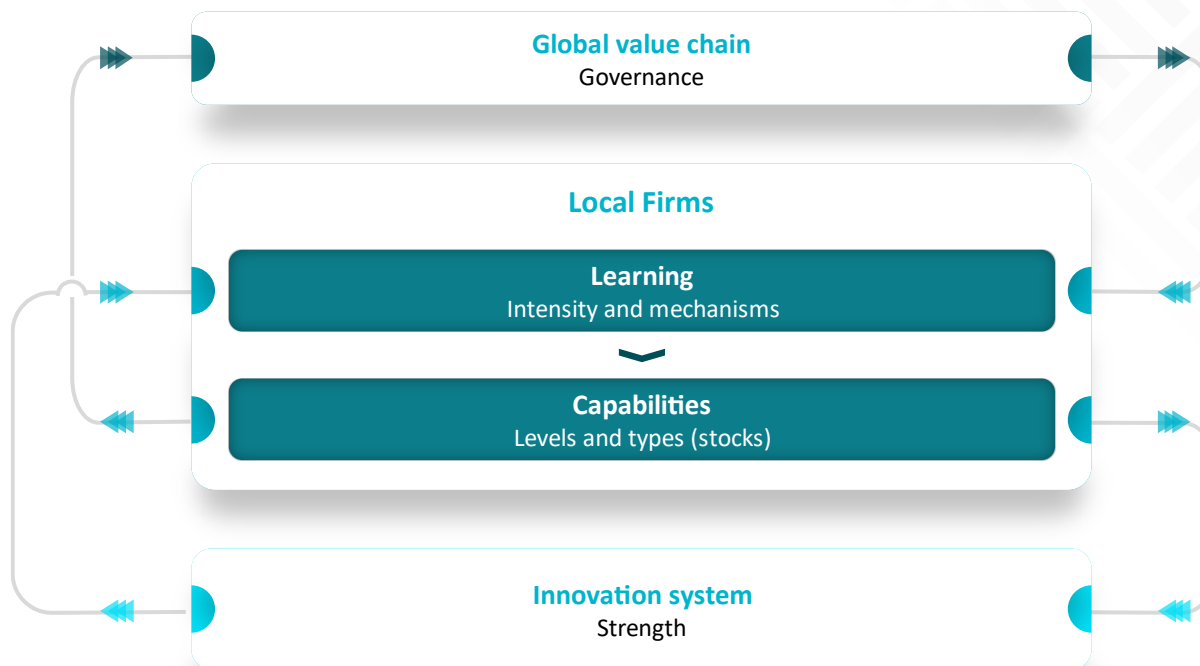 Global value chain
Governance
Local Firms
Learning
Intensity and mechanisms
Capabilities
Levels and types (stocks)
Innovation system
Strength